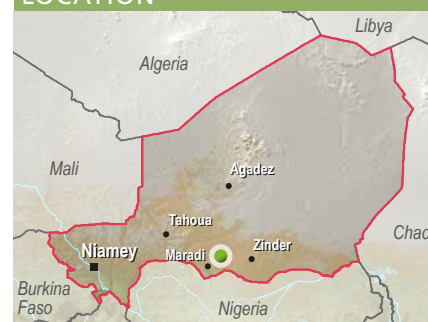 LOCATION
Libya
Algeria
Mali
Agadez
Tahoua
Chad
Niamey
Maradi
Zinder
Burkina
Faso
Nigeria